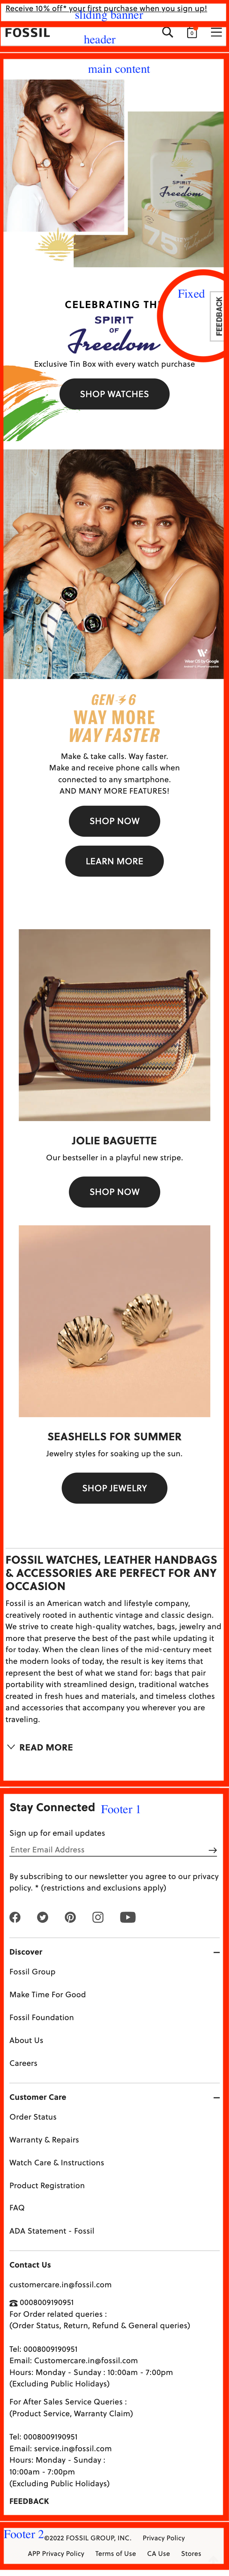 Receive 10% off* your first purchase when you sign up!
sliding banner
FOSSIL
0
header
main content
SPIRIT
OF
Freedom
Fixed
FEEDBACK
CELEBRATING TH
SPIRIT
OF
Freedom
Exclusive Tin Box with every watch purchase
SHOP WATCHES
Wear OS by Google
GEN 6
WAY MORE
WAY FASTER
Make & take calls. Way faster.
Make and receive phone calls when
connected to any smartphone.
AND MANY MORE FEATURES!
SHOP NOW
LEARN MORE
JOLIE BAGUETTE
Our bestseller in a playful new stripe.
SHOP NOW
SEASHELLS FOR SUMMER
Jewelry styles for soaking up the sun.
SHOP JEWELRY
FOSSIL WATCHES, LEATHER HANDBAGS
& ACCESSORIES ARE PERFECT FOR ANY
OCCASION
Fossil is an American watch and lifestyle company,
creatively rooted in authentic vintage and classic design.
We strive to create high-quality watches, bags, jewelry and
more that preserve the best of the past while updating it
for today. When the clean lines of the mid-century meet
the modern looks of today, the result is key items that
represent the best of what we stand for: bags that pair
portability with streamlined design, traditional watches
created in fresh hues and materials, and timeless clothes
and accessories that accompany you wherever you are
traveling.
READ MORE
Stay Connected
Footer 1
Sign up for email updates
Enter Email Address
By subscribing to our newsletter you agree to our privacy
policy. * (restrictions and exclusions apply)
Discover
Fossil Group
Make Time For Good
Fossil Foundation
About Us
Careers
Customer Care
Order Status
Warranty & Repairs
Watch Care & Instructions
Product Registration
FAQ
ADA Statement - Fossil
Contact Us
customercare.in@fossil.com
☎ 0008009190951
For Order related queries :
(Order Status, Return, Refund & General queries)
Tel: 0008009190951
Email: Customercare.in@fossil.com
Hours: Monday - Sunday : 10:00am - 7:00pm
(Excluding Public Holidays)
For After Sales Service Queries :
(Product Service, Warranty Claim)
Tel: 0008009190951
Email: service.in@fossil.com
Hours: Monday - Sunday :
10:00am - 7:00pm
(Excluding Public Holidays)
FEEDBACK
Footer 2
©2022 FOSSIL GROUP, INC. Privacy Policy
APP Privacy Policy Terms of Use CA Use Stores